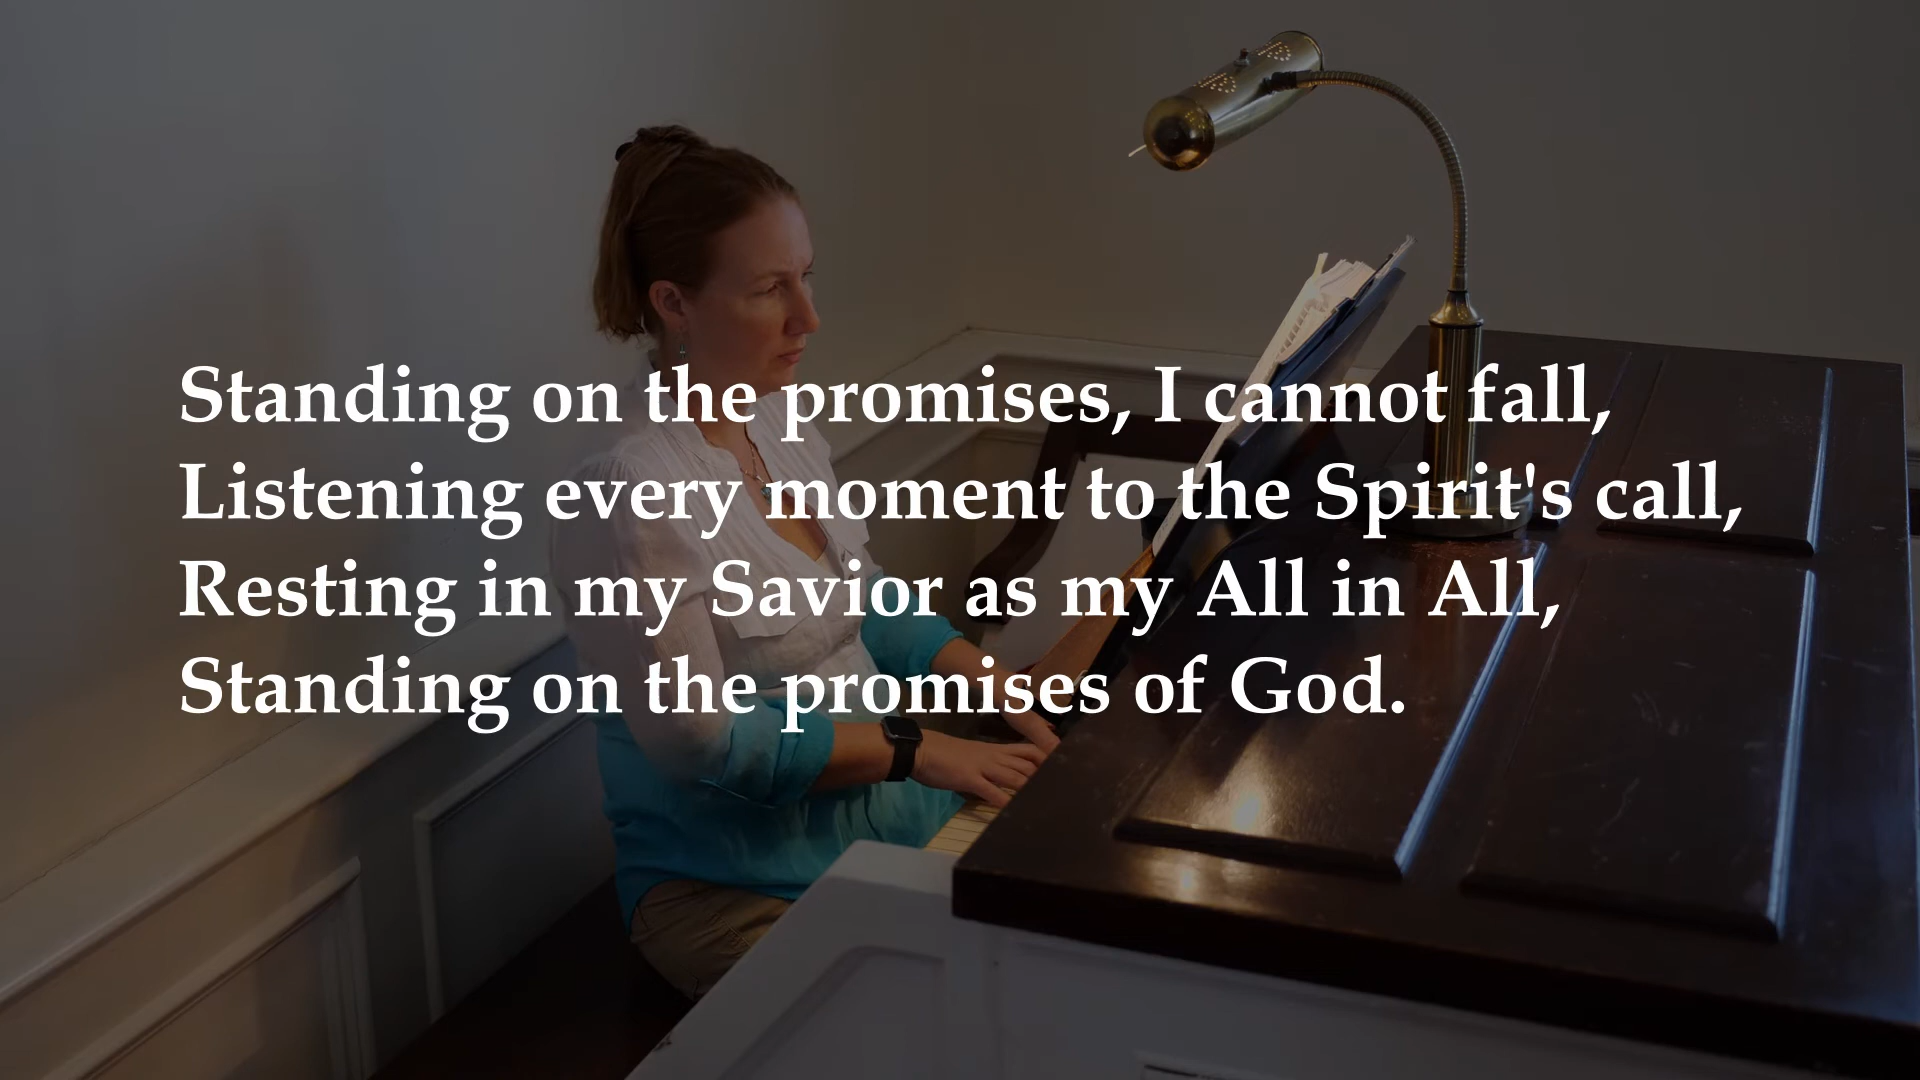 Standing on the promises, I cannot fall,
Listening every moment to the Spirit's call,
Resting in my Savior as my All in All,
Standing on the promises of God.